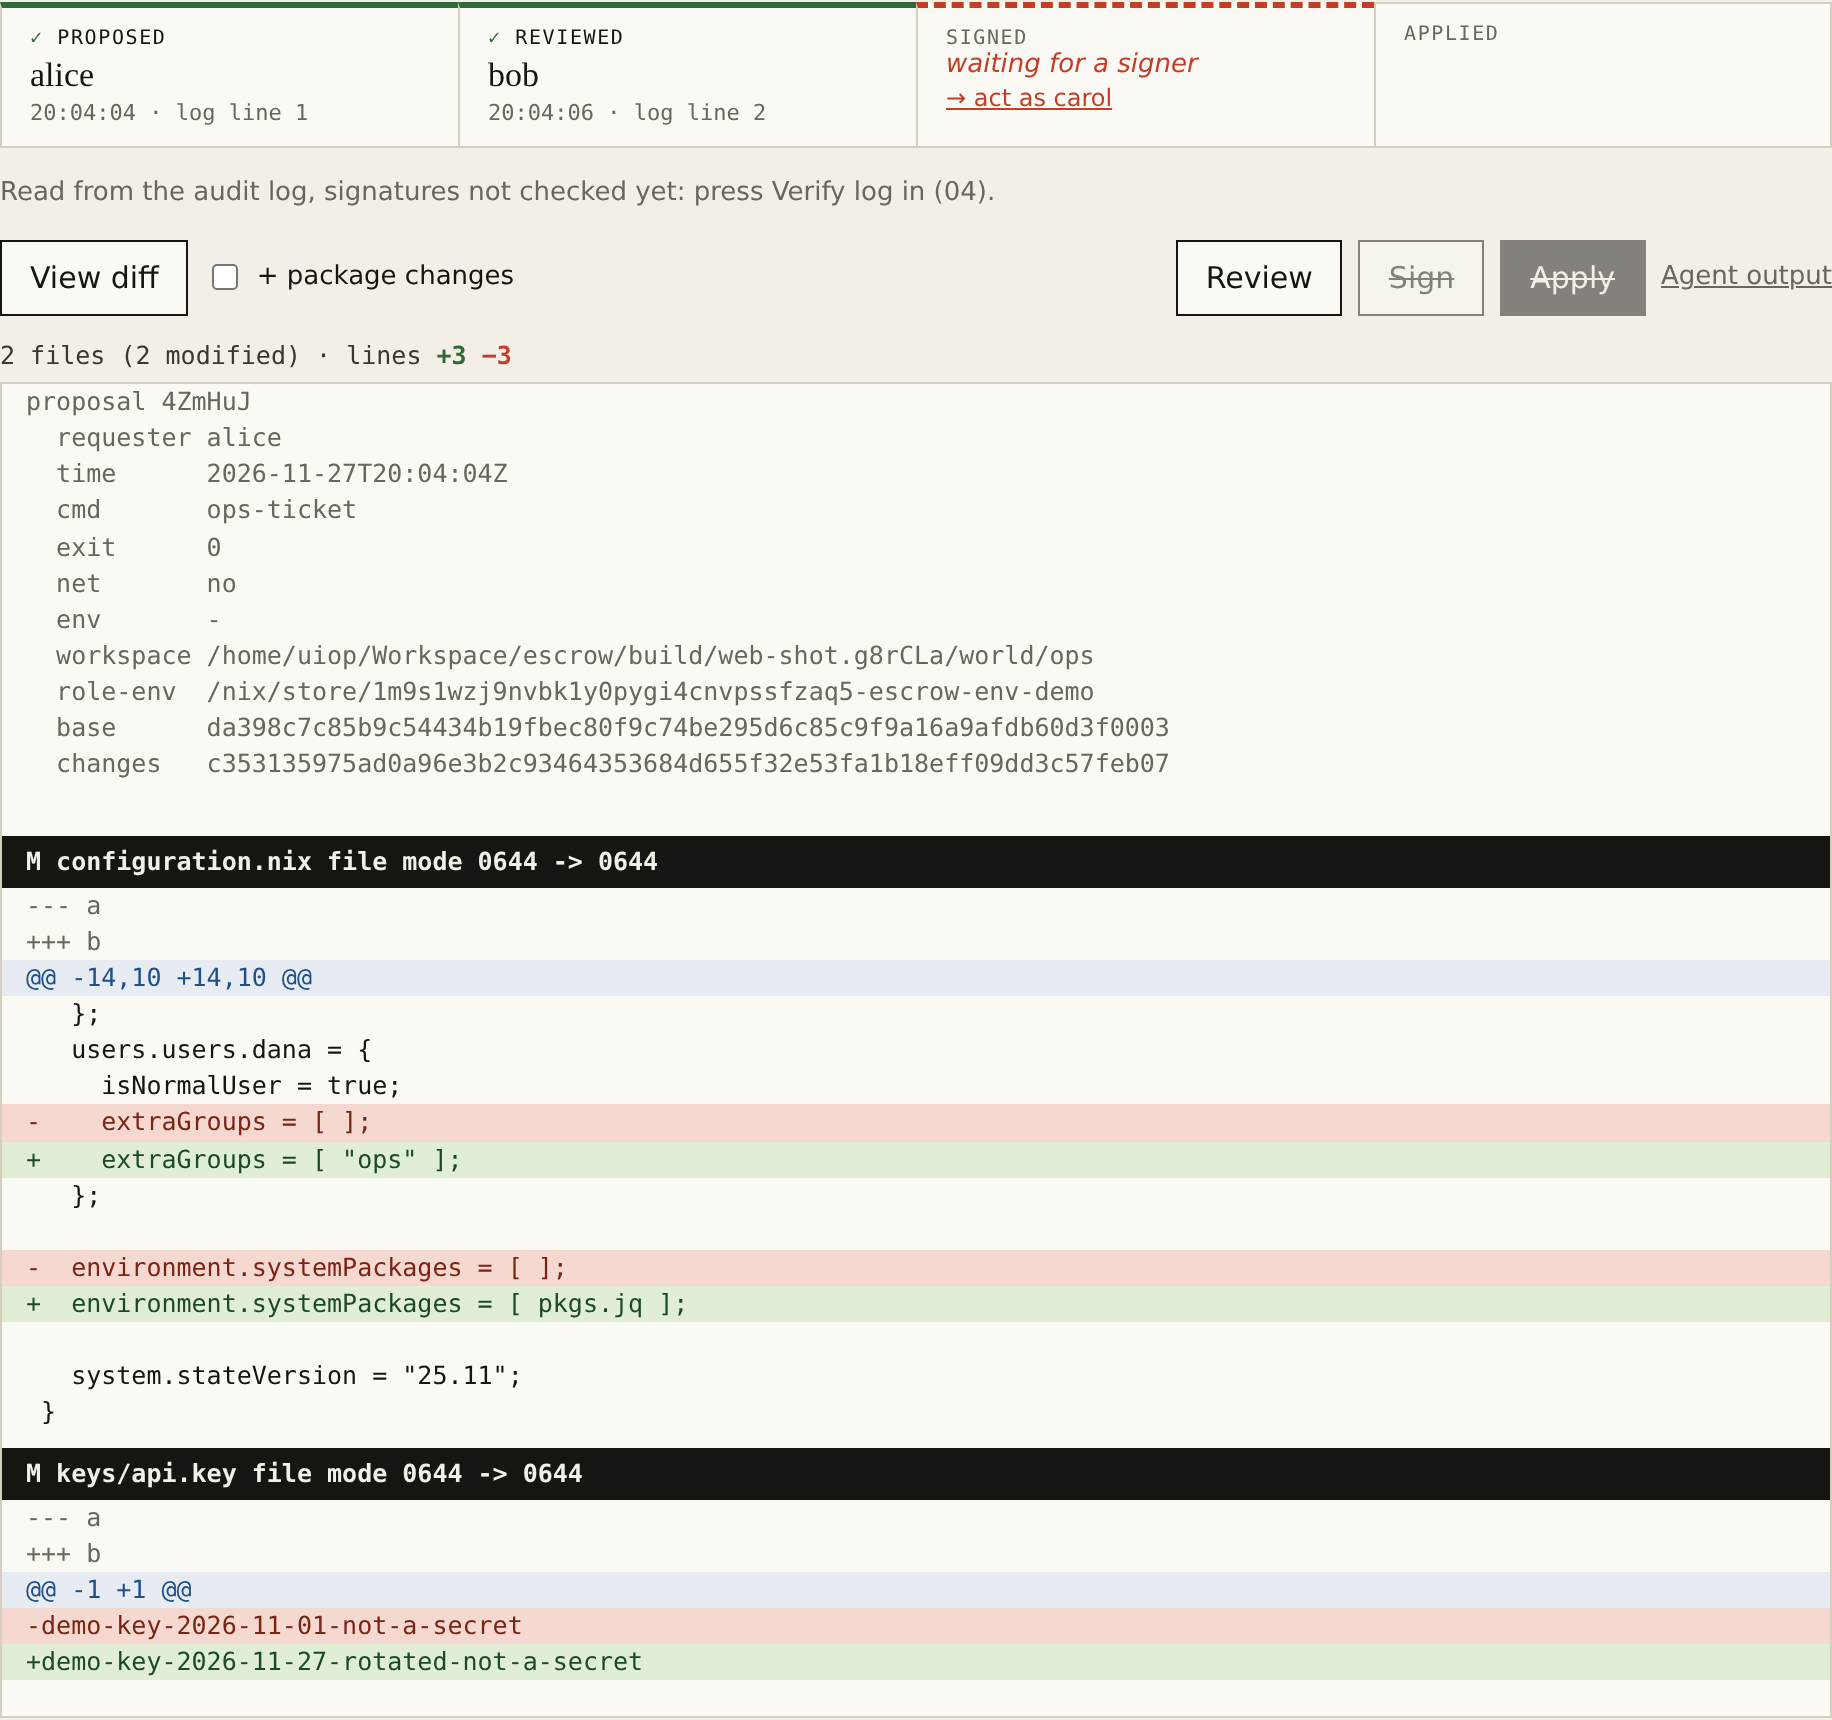 ✓ PROPOSED
alice
20:04:04 · log line 1
✓ REVIEWED
bob
20:04:06 · log line 2
SIGNED
waiting for a signer
→ act as carol
APPLIED
Read from the audit log, signatures not checked yet: press Verify log in (04).
View diff
+ package changes
Review
Sign
Apply
Agent output
2 files (2 modified) · lines +3 −3
proposal 4ZmHuJ
  requester alice
  time      2026-11-27T20:04:04Z
  cmd       ops-ticket
  exit      0
  net       no
  env       -
  workspace /home/uiop/Workspace/escrow/build/web-shot.g8rCLa/world/ops
  role-env  /nix/store/1m9s1wzj9nvbk1y0pygi4cnvpssfzaq5-escrow-env-demo
  base      da398c7c85b9c54434b19fbec80f9c74be295d6c85c9f9a16a9afdb60d3f0003
  changes   c353135975ad0a96e3b2c93464353684d655f32e53fa1b18eff09dd3c57feb07
M configuration.nix file mode 0644 -> 0644
--- a
+++ b
@@ -14,10 +14,10 @@
   };
   users.users.dana = {
     isNormalUser = true;
-    extraGroups = [ ];
+    extraGroups = [ "ops" ];
   };
-  environment.systemPackages = [ ];
+  environment.systemPackages = [ pkgs.jq ];
   system.stateVersion = "25.11";
 }
M keys/api.key file mode 0644 -> 0644
--- a
+++ b
@@ -1 +1 @@
-demo-key-2026-11-01-not-a-secret
+demo-key-2026-11-27-rotated-not-a-secret